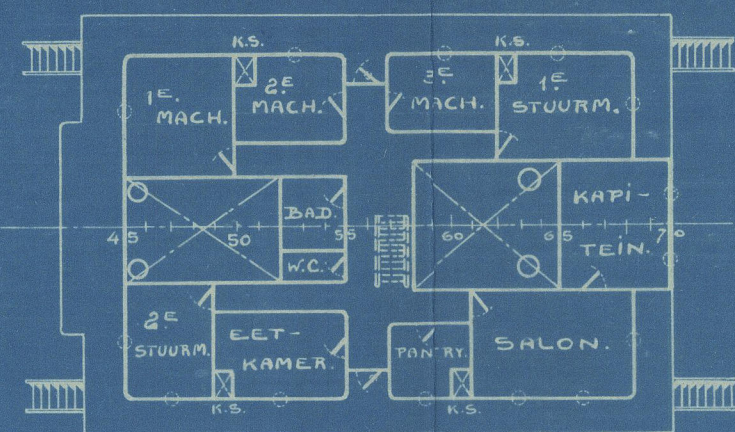 K.S.
K.S.
1E.
MACH.
2E
MACH.
3E
MACH.
1E
STUURM.
BAD.
W.C.
KAPI-
TEIN.
45
50
55
60
65
70
2E
STUURM.
EET-
KAMER.
PANTRY.
SALON.
K.S.
K.S.